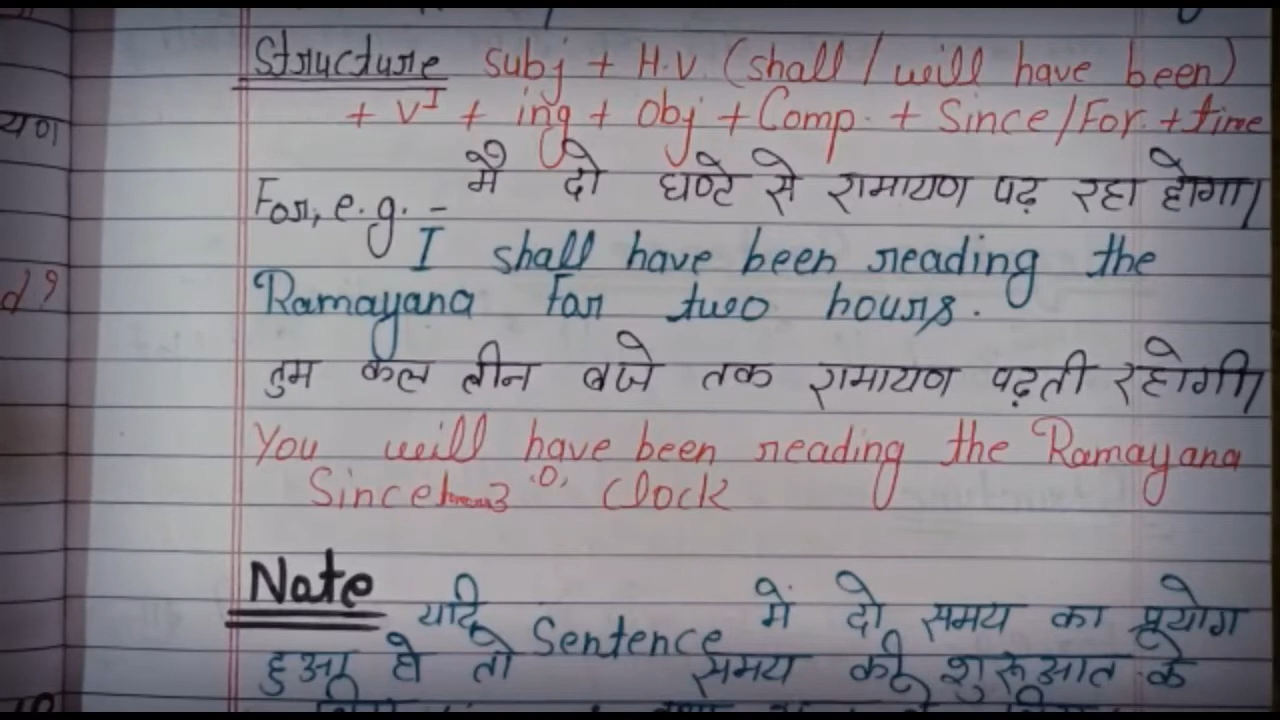 यण
Structure subj + H.V. (shall / will have been)
+ V^I + ing + Obj + Comp. + Since/For. + time
मै दो घण्टे से रामायण पढ़ रहा होगा।
For, e.g. -
I shall have been reading the
Ramayana For two hours.
तुम कल तीन बजे तक रामायण पढ़ती रहोगी।
You will have been reading the Ramayana
Since 3 'O' Clock
Note
यदि Sentence में दो समय का प्रयोग
हुआ हो तो समय की शुरूआत के